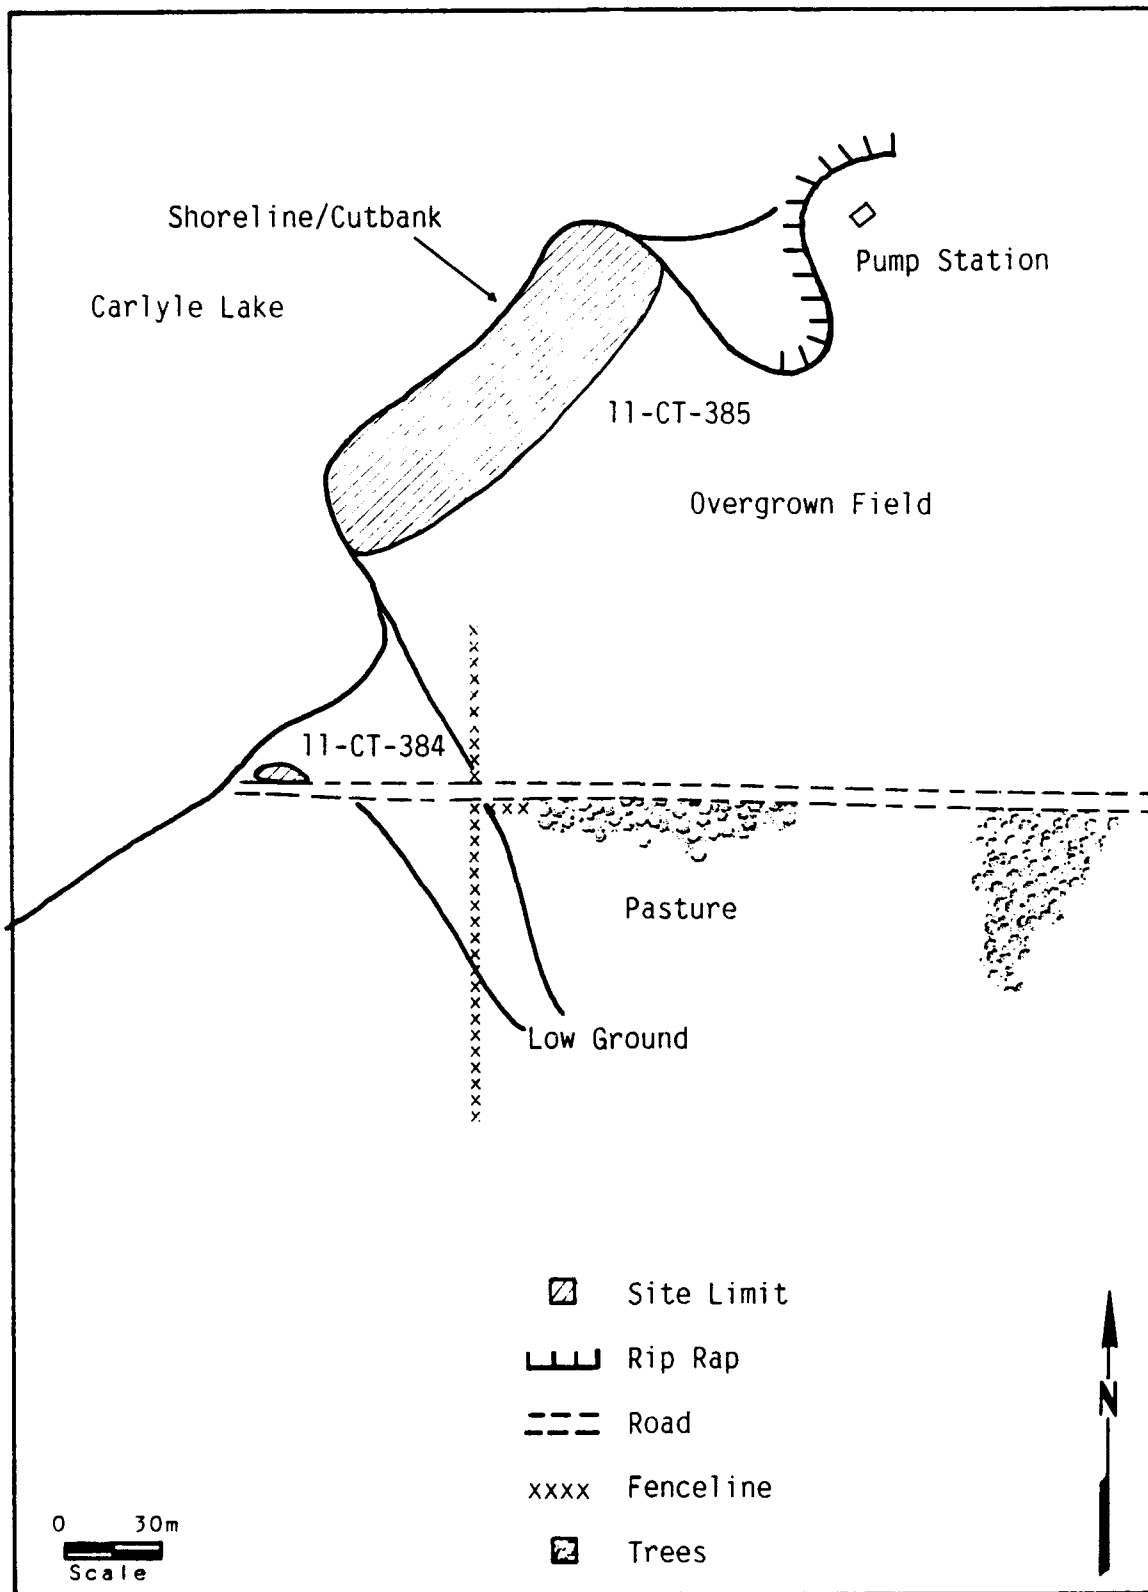 Shoreline/Cutbank
Pump Station
Carlyle Lake
11-CT-385
Overgrown Field
11-CT-384
Pasture
Low Ground
Site Limit
Rip Rap
Road
xxxx Fenceline
Trees
N
0 30m
Scale